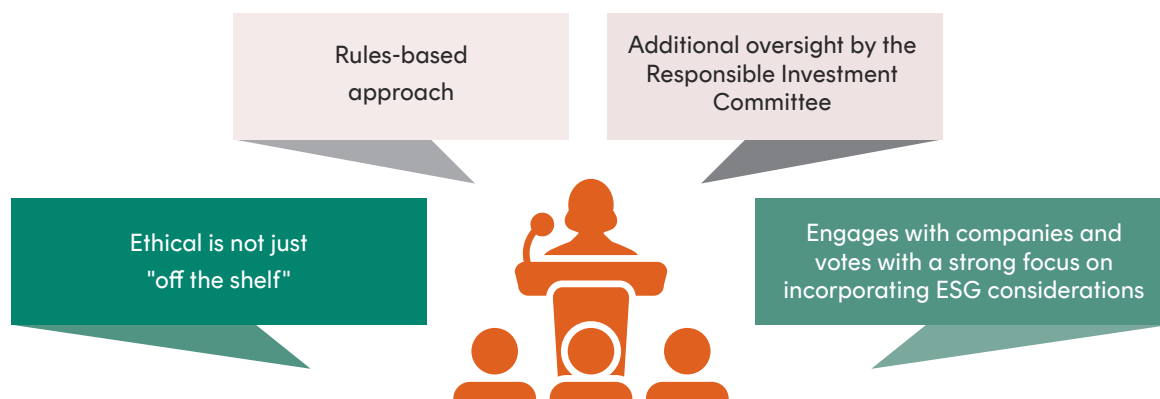 Rules-based
approach
Additional oversight by the
Responsible Investment
Committee
Ethical is not just
"off the shelf"
Engages with companies and
votes with a strong focus on
incorporating ESG considerations